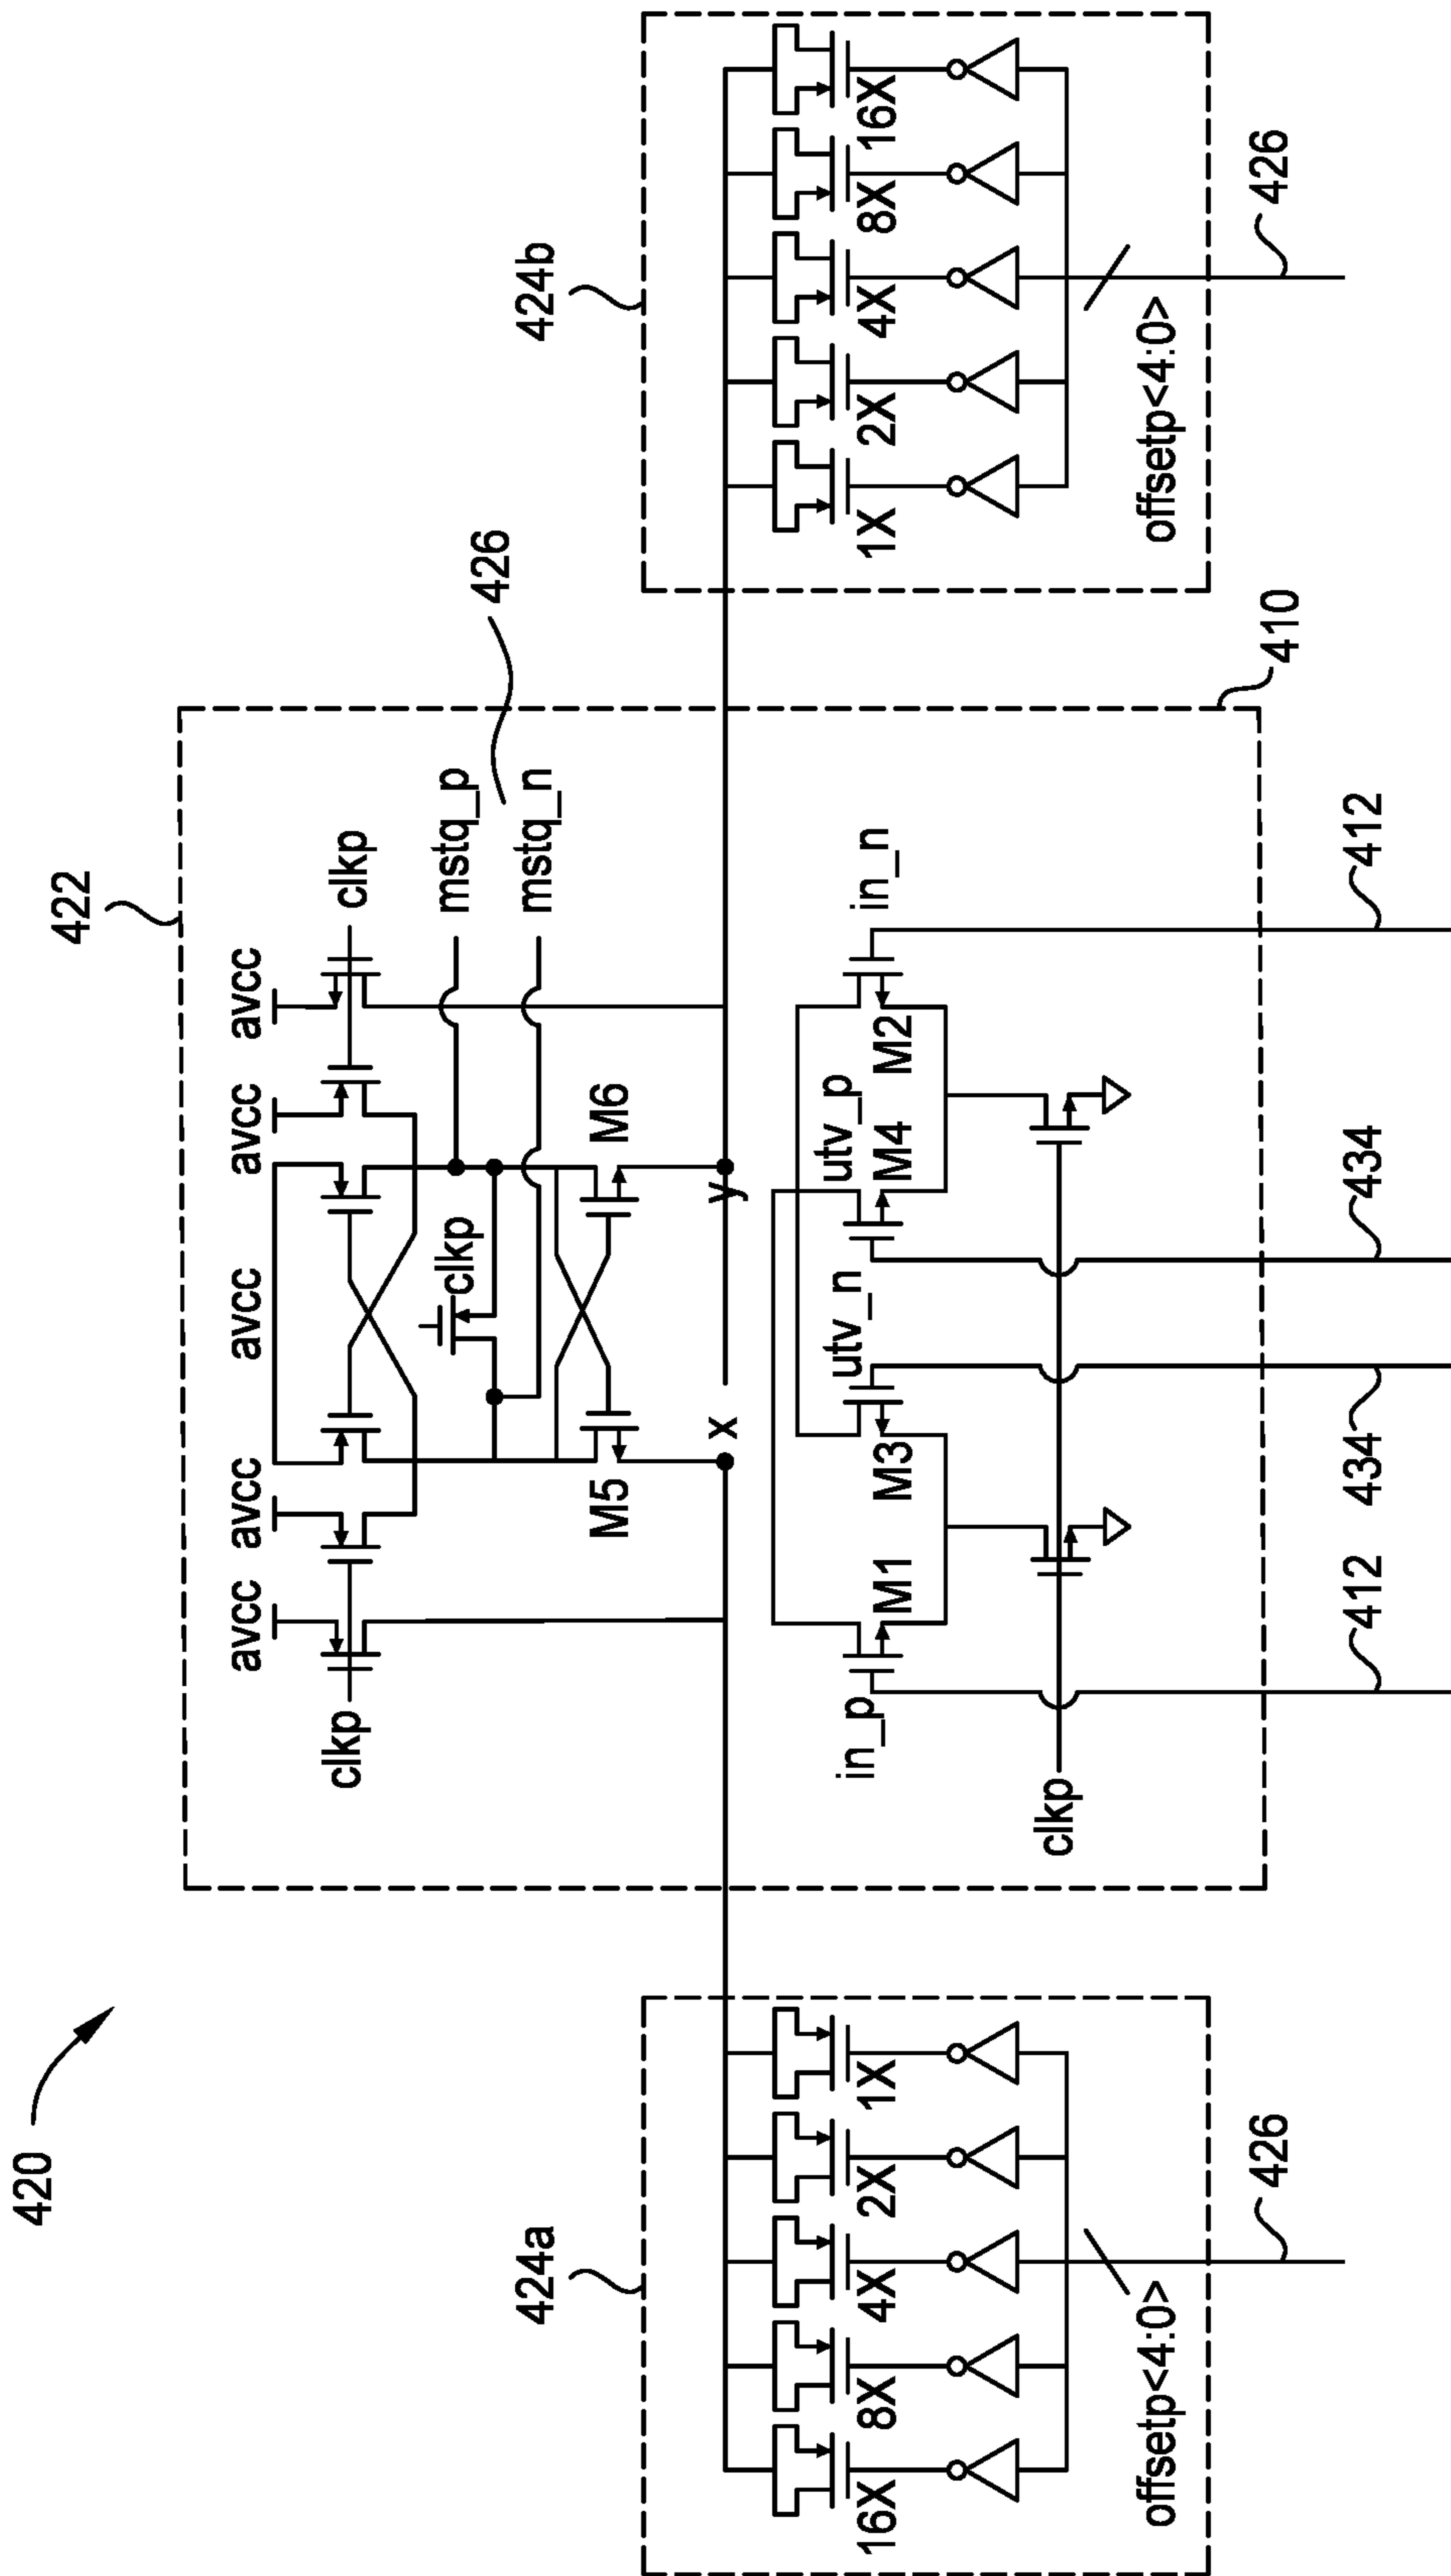 420
422
avcc
avcc
avcc
avcc
avcc
clkp
clkp
clkp
mstq_p
mstq_n
426
M5
M6
424a
424b
x
y
16X
8X
4X
2X
1X
1X
2X
4X
8X
16X
in_p
M1
M3
utv_n
utv_p
M4
M2
in_n
clkp
offsetp<4:0>
offsetp<4:0>
410
426
412
434
434
412
426